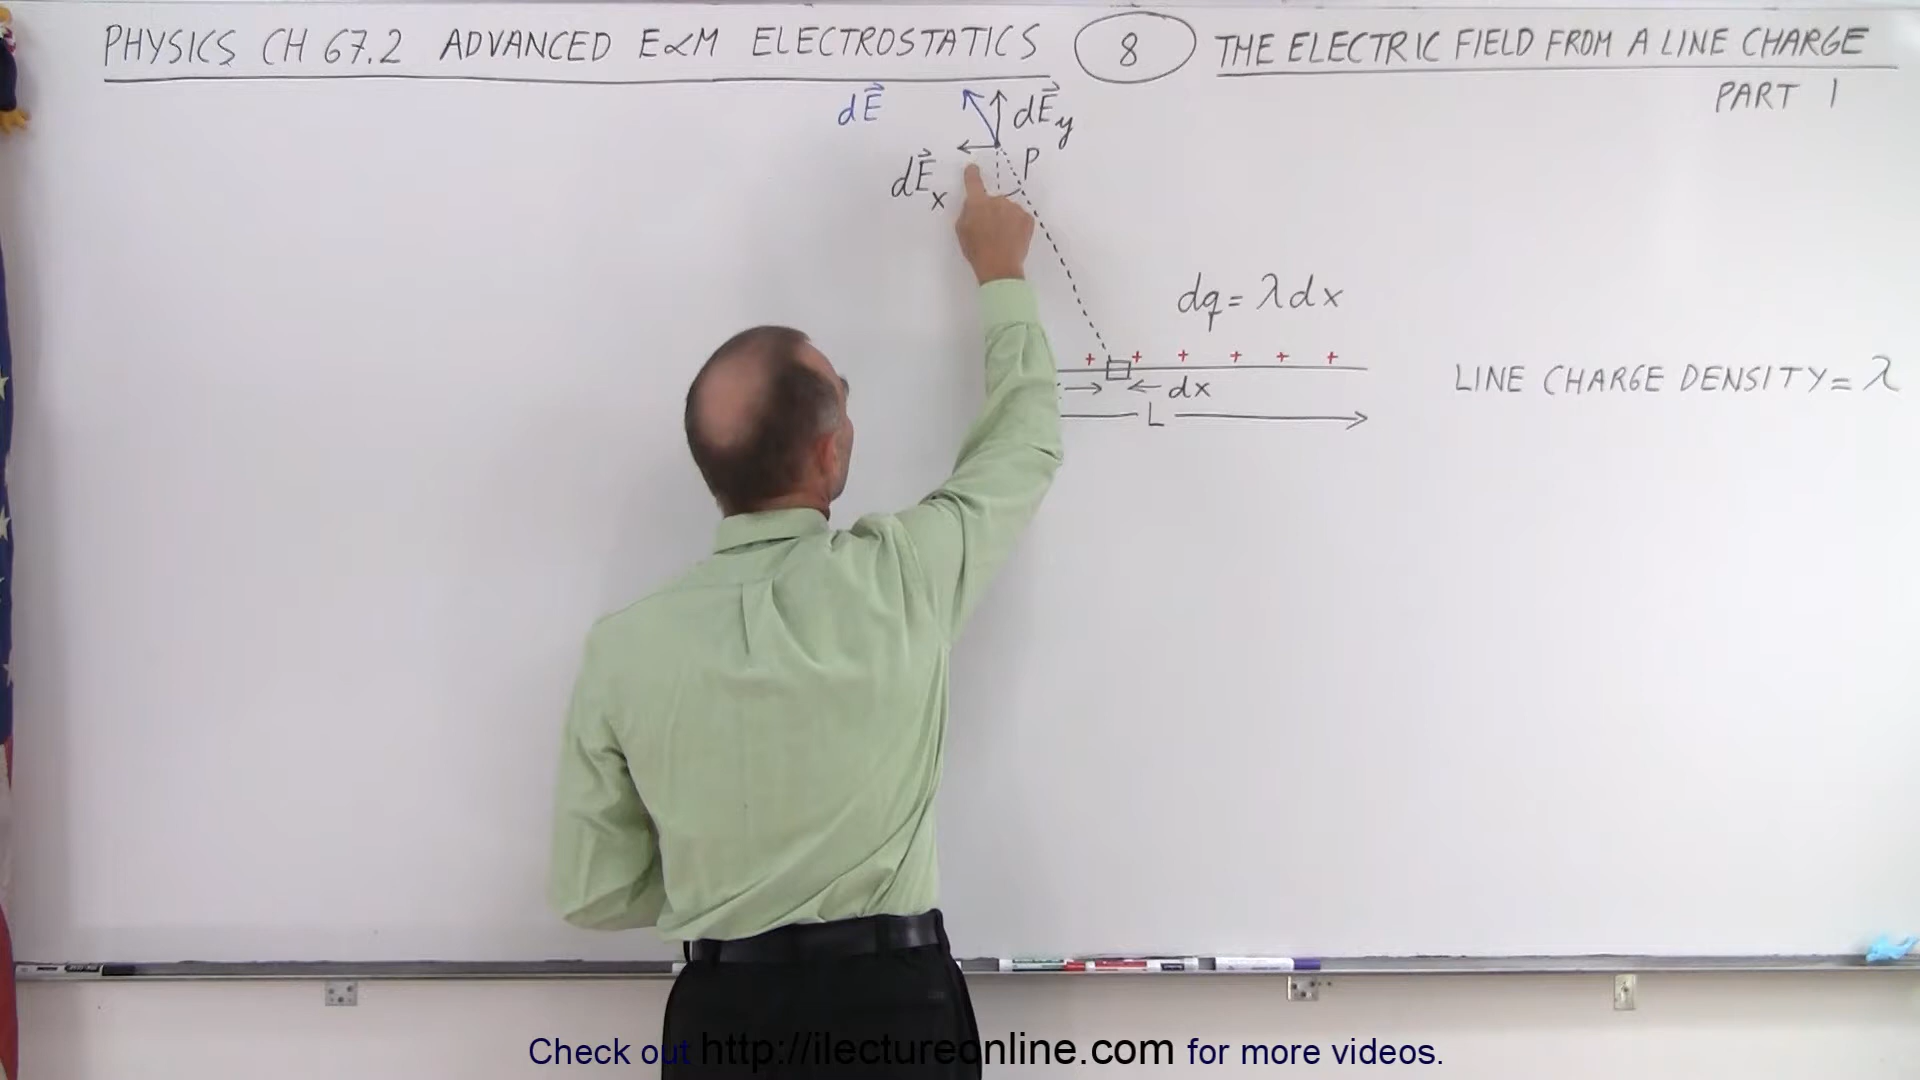 PHYSICS CH 67.2 ADVANCED E&M ELECTROSTATICS 8 THE ELECTRIC FIELD FROM A LINE CHARGE
PART 1
dE⃗ dE⃗y
P
dE⃗x
dq = λdx
+ + + + + +
LINE CHARGE DENSITY = λ
dx
L
Check out http://ilectureonline.com for more videos.